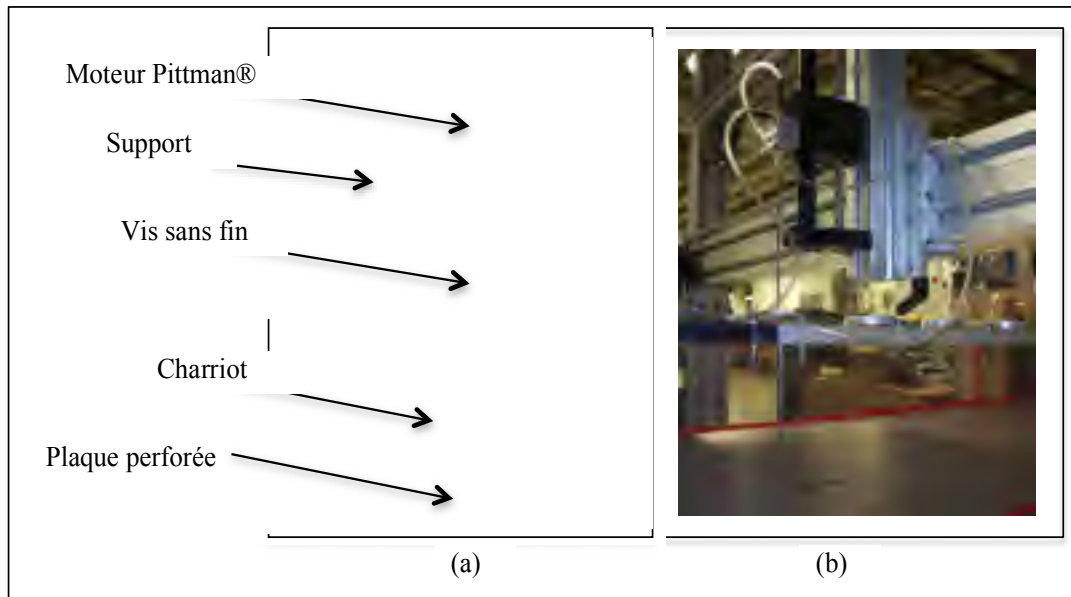 Moteur Pittman®
Support
Vis sans fin
Charriot
Plaque perforée
(a)
(b)